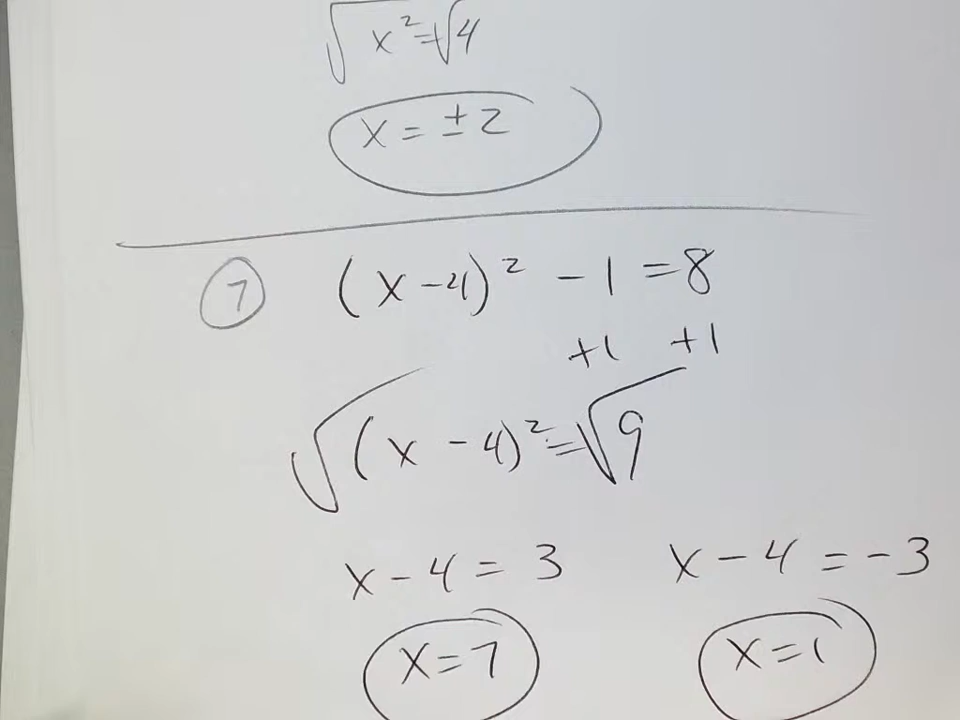 √x² = √4
x = ±2
7 (x-4)² - 1 = 8
+1 +1
√(x-4)² = √9
x-4 = 3 x-4 = -3
x=7 x=1